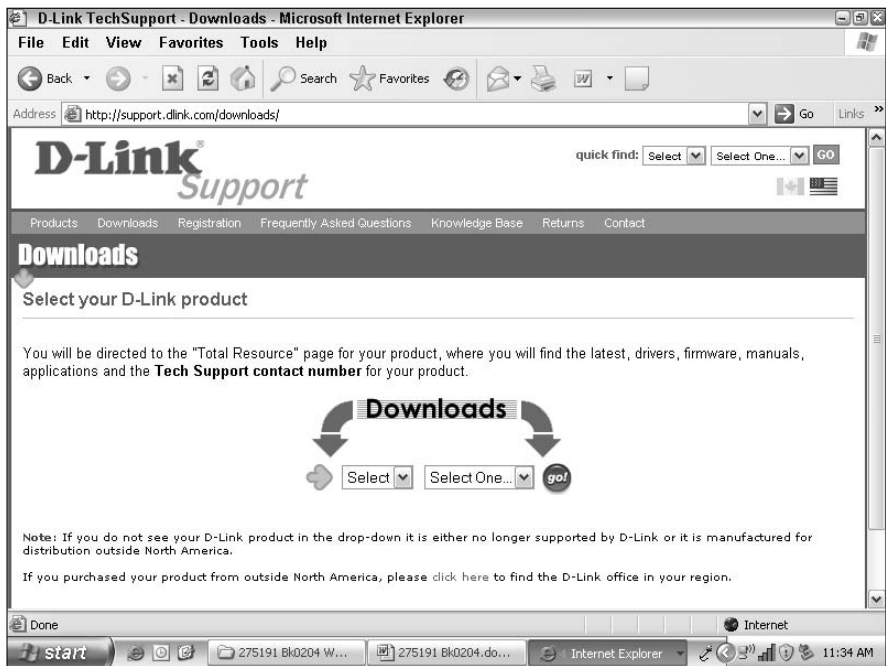 D-Link TechSupport - Downloads - Microsoft Internet Explorer
File Edit View Favorites Tools Help
Back Search Favorites W
Address http://support.dlink.com/downloads/ Go Links »
D-Link®
Support
quick find: Select Select One... GO
Products Downloads Registration Frequently Asked Questions Knowledge Base Returns Contact
Downloads
Select your D-Link product
You will be directed to the "Total Resource" page for your product, where you will find the latest, drivers, firmware, manuals,
applications and the Tech Support contact number for your product.
Downloads
Select Select One... go!
Note: If you do not see your D-Link product in the drop-down it is either no longer supported by D-Link or it is manufactured for
distribution outside North America.
If you purchased your product from outside North America, please click here to find the D-Link office in your region.
Done Internet
start 275191 Bk0204 W... 275191 Bk0204.do... 4 Internet Explorer 11:34 AM